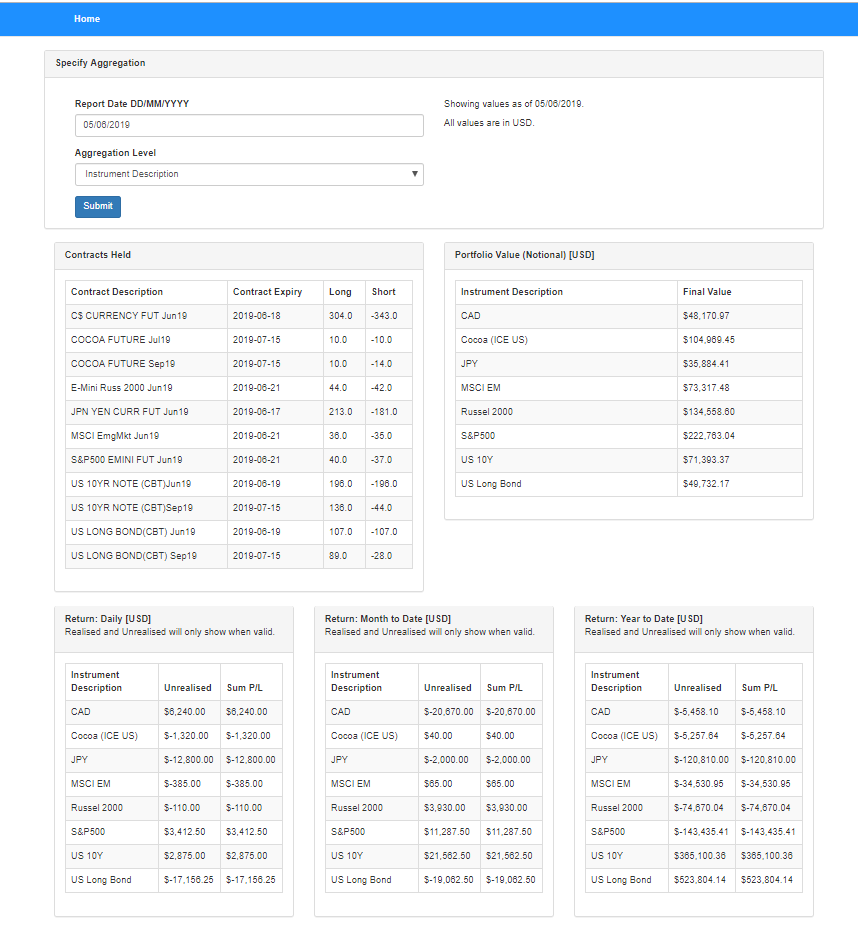 Home
Specify Aggregation
Report Date DD/MM/YYYY
05/06/2019
Aggregation Level
Instrument Description
Submit
Showing values as of 05/06/2019.
All values are in USD.
Contracts Held
Contract Description Contract Expiry Long Short
C$ CURRENCY FUT Jun19 2019-06-18 304.0 -343.0
COCOA FUTURE Jul19 2019-07-15 10.0 -10.0
COCOA FUTURE Sep19 2019-07-15 10.0 -14.0
E-Mini Russ 2000 Jun19 2019-06-21 44.0 -42.0
JPN YEN CURR FUT Jun19 2019-06-17 213.0 -181.0
MSCI EmgMkt Jun19 2019-06-21 36.0 -35.0
S&P500 EMINI FUT Jun19 2019-06-21 40.0 -37.0
US 10YR NOTE (CBT)Jun19 2019-06-19 196.0 -196.0
US 10YR NOTE (CBT)Sep19 2019-07-15 136.0 -44.0
US LONG BOND(CBT) Jun19 2019-06-19 107.0 -107.0
US LONG BOND(CBT) Sep19 2019-07-15 89.0 -28.0
Portfolio Value (Notional) [USD]
Instrument Description Final Value
CAD $48,170.97
Cocoa (ICE US) $104,969.45
JPY $35,884.41
MSCI EM $73,317.48
Russel 2000 $134,558.60
S&P500 $222,763.04
US 10Y $71,393.37
US Long Bond $49,732.17
Return: Daily [USD]
Realised and Unrealised will only show when valid.
Instrument
Description Unrealised Sum P/L
CAD $6,240.00 $6,240.00
Cocoa (ICE US) $-1,320.00 $-1,320.00
JPY $-12,800.00 $-12,800.00
MSCI EM $-385.00 $-385.00
Russel 2000 $-110.00 $-110.00
S&P500 $3,412.50 $3,412.50
US 10Y $2,875.00 $2,875.00
US Long Bond $-17,156.25 $-17,156.25
Return: Month to Date [USD]
Realised and Unrealised will only show when valid.
Instrument
Description Unrealised Sum P/L
CAD $-20,670.00 $-20,670.00
Cocoa (ICE US) $40.00 $40.00
JPY $-2,000.00 $-2,000.00
MSCI EM $65.00 $65.00
Russel 2000 $3,930.00 $3,930.00
S&P500 $11,287.50 $11,287.50
US 10Y $21,562.50 $21,562.50
US Long Bond $-19,062.50 $-19,062.50
Return: Year to Date [USD]
Realised and Unrealised will only show when valid.
Instrument
Description Unrealised Sum P/L
CAD $-5,458.10 $-5,458.10
Cocoa (ICE US) $-5,257.64 $-5,257.64
JPY $-120,810.00 $-120,810.00
MSCI EM $-34,530.95 $-34,530.95
Russel 2000 $-74,670.04 $-74,670.04
S&P500 $-143,435.41 $-143,435.41
US 10Y $365,100.36 $365,100.36
US Long Bond $523,804.14 $523,804.14